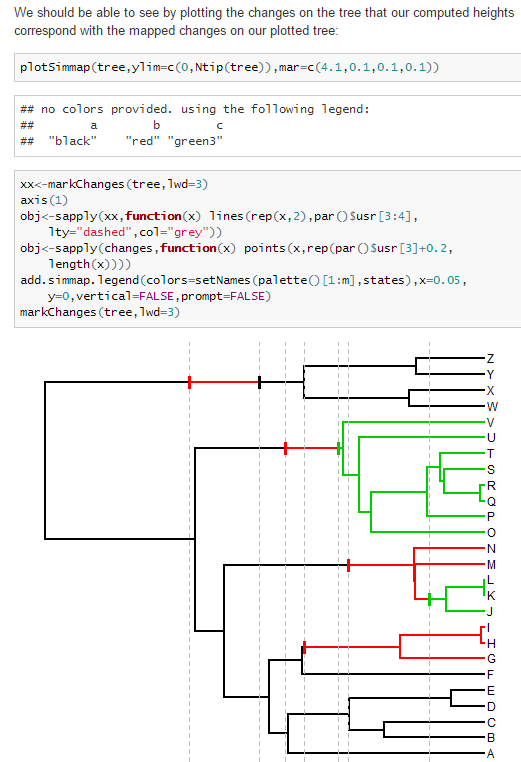 We should be able to see by plotting the changes on the tree that our computed heights
correspond with the mapped changes on our plotted tree:
plotSimmap(tree,ylim=c(0,Ntip(tree)),mar=c(4.1,0.1,0.1,0.1))
## no colors provided. using the following legend:
##        a        b        c
##  "black"    "red" "green3"
xx<-markChanges(tree,lwd=3)
axis(1)
obj<-sapply(xx,function(x) lines(rep(x,2),par()$usr[3:4],
    lty="dashed",col="grey"))
obj<-sapply(changes,function(x) points(x,rep(par()$usr[3]+0.2,
    length(x))))
add.simmap.legend(colors=setNames(palette()[1:m],states),x=0.05,
    y=0,vertical=FALSE,prompt=FALSE)
markChanges(tree,lwd=3)
Z
Y
X
W
V
U
T
S
R
Q
P
O
N
M
L
K
J
I
H
G
F
E
D
C
B
A